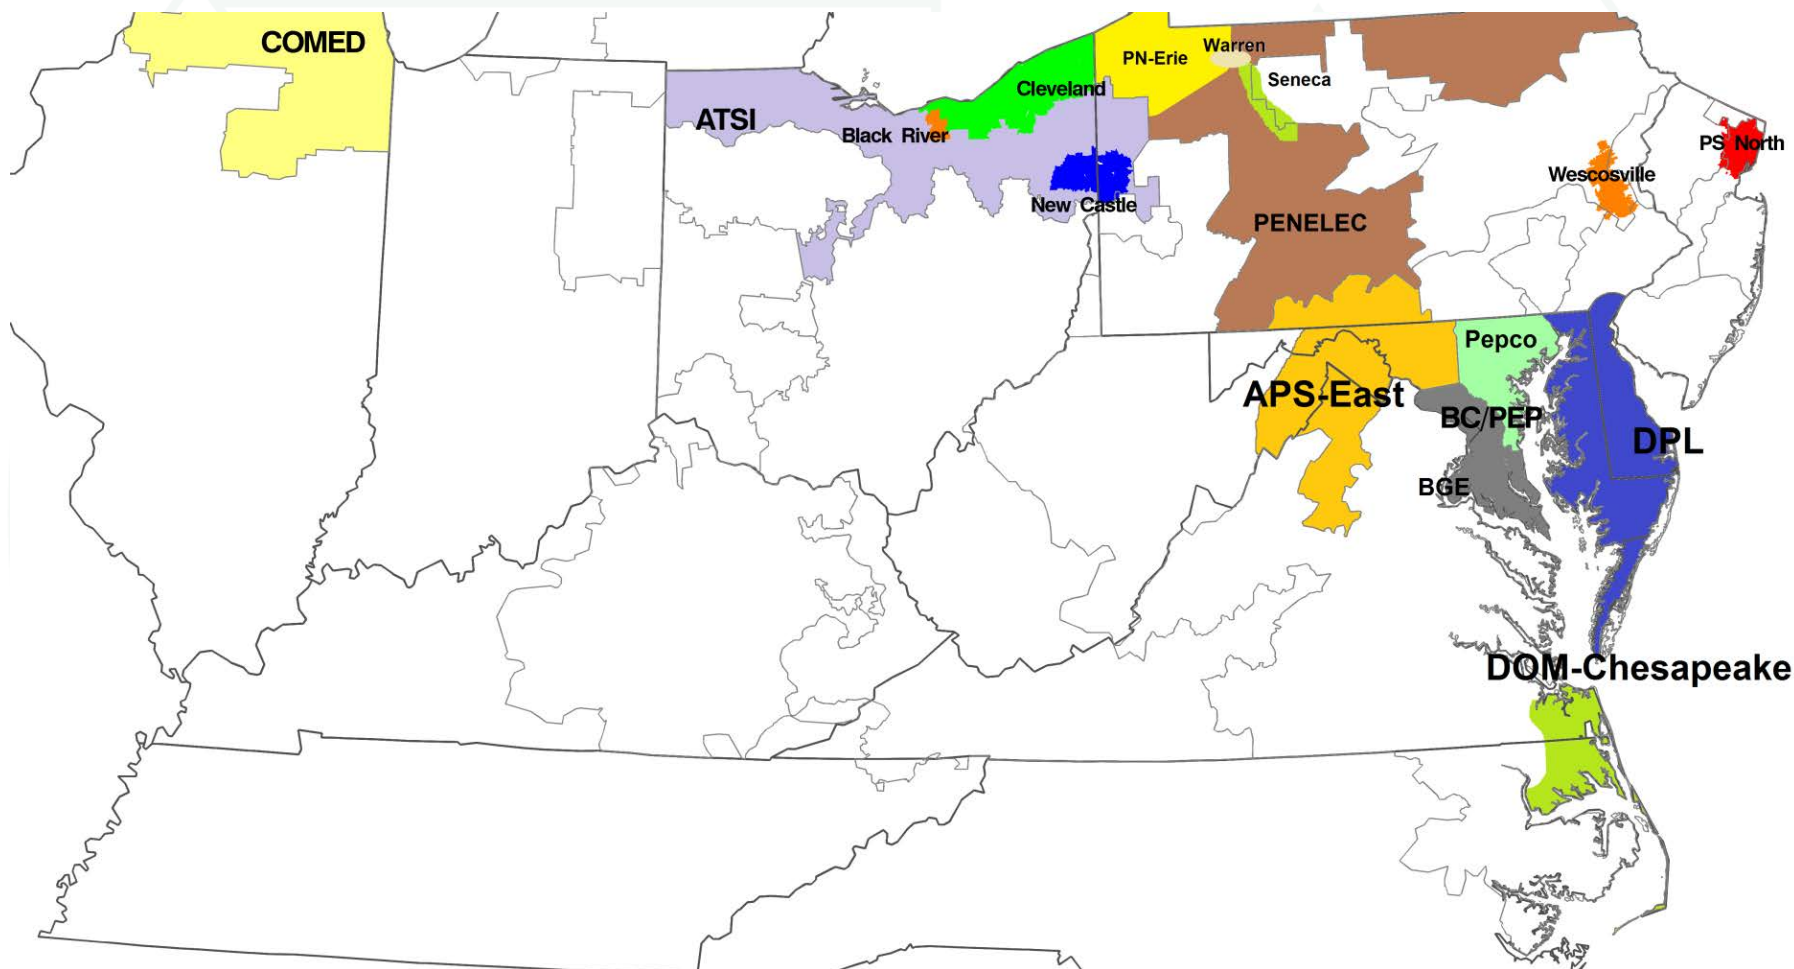 COMED
Warren
PN-Erie
Seneca
Cleveland
ATSI
Black River
PS North
Wescosville
New Castle
PENELEC
Pepco
APS-East
BC/PEP
DPL
BGE
DOM-Chesapeake